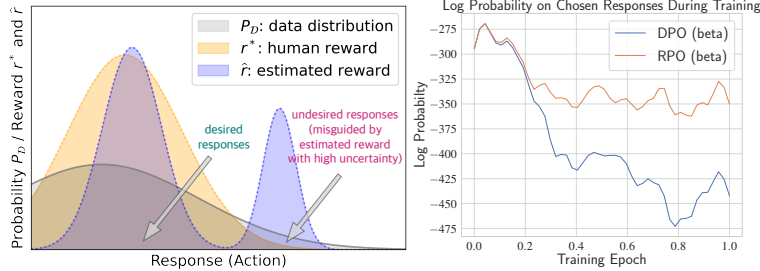 Probability P_D / Reward r* and r̂
P_D: data distribution
r*: human reward
r̂: estimated reward
desired
responses
undesired responses
(misguided by
estimated reward
with high uncertainty)
Response (Action)
Log Probability on Chosen Responses During Training
DPO (beta)
RPO (beta)
Log Probabilty
−275
−300
−325
−350
−375
−400
−425
−450
−475
0.0 0.2 0.4 0.6 0.8 1.0
Training Epoch